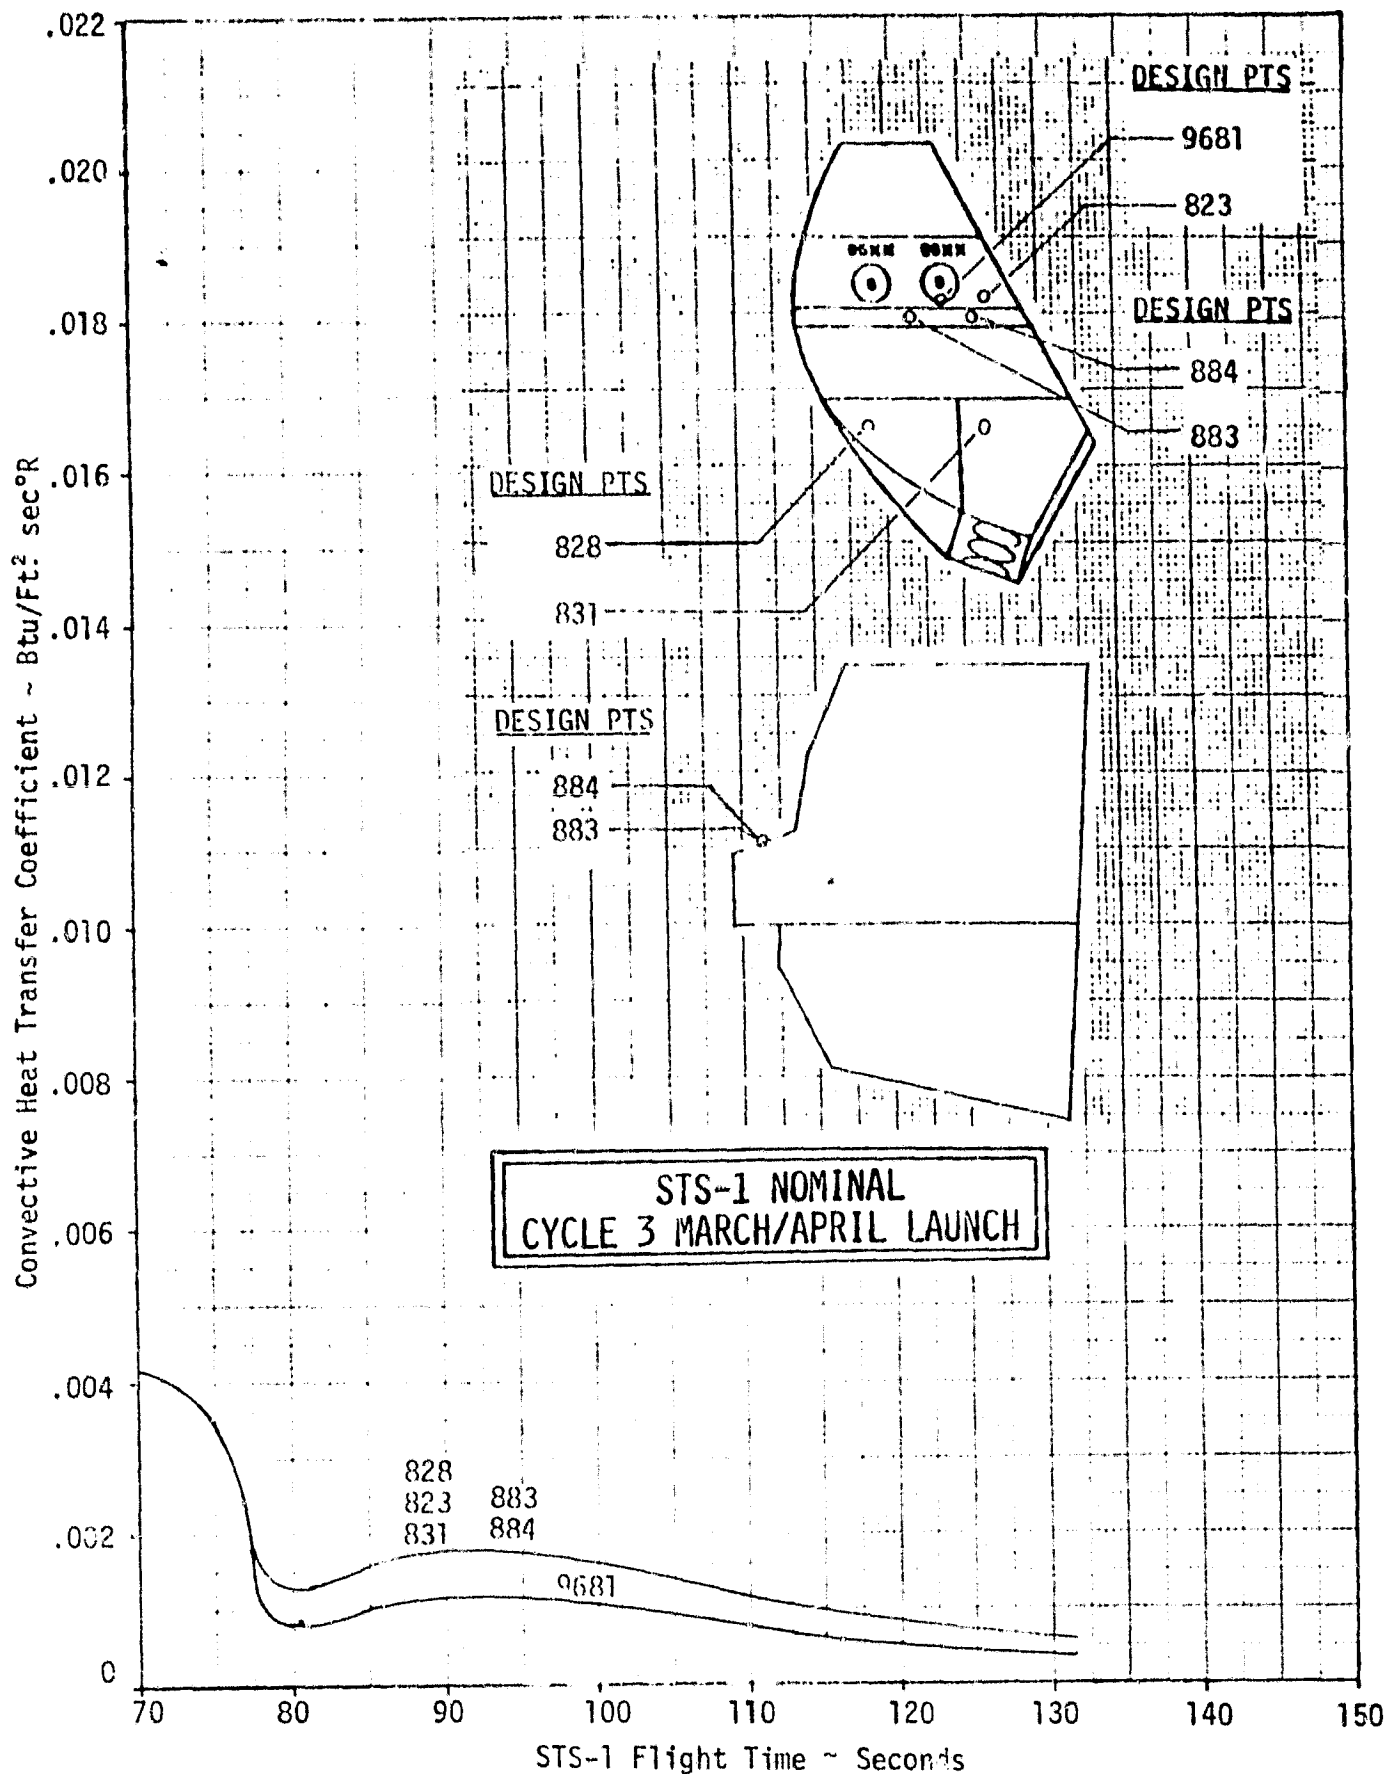 .022
.020
.018
.016
.014
.012
.010
.008
.006
.004
.002
0
Convective Heat Transfer Coefficient ~ Btu/Ft² sec°R
DESIGN PTS
9681
823
DESIGN PTS
884
883
DESIGN PTS
828
831
DESIGN PTS
884
883
STS-1 NOMINAL
CYCLE 3 MARCH/APRIL LAUNCH
828
823 883
831 884
9681
70 80 90 100 110 120 130 140 150
STS-1 Flight Time ~ Seconds